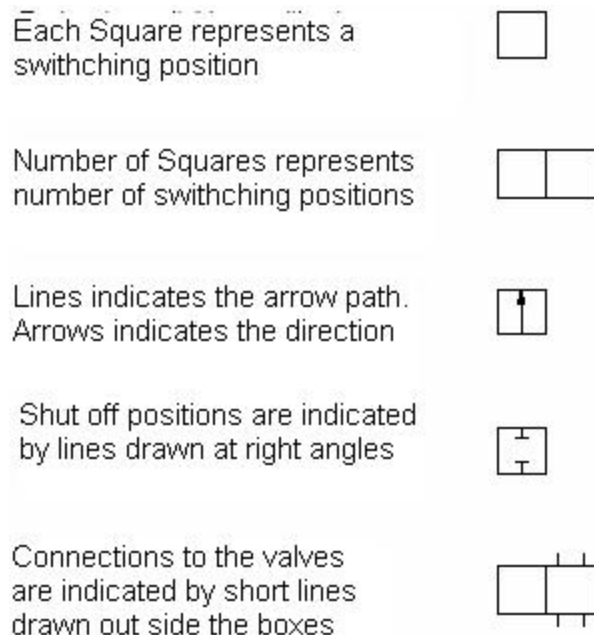 Each Square represents a
swithching position
Number of Squares represents
number of swithching positions
Lines indicates the arrow path.
Arrows indicates the direction
Shut off positions are indicated
by lines drawn at right angles
Connections to the valves
are indicated by short lines
drawn out side the boxes